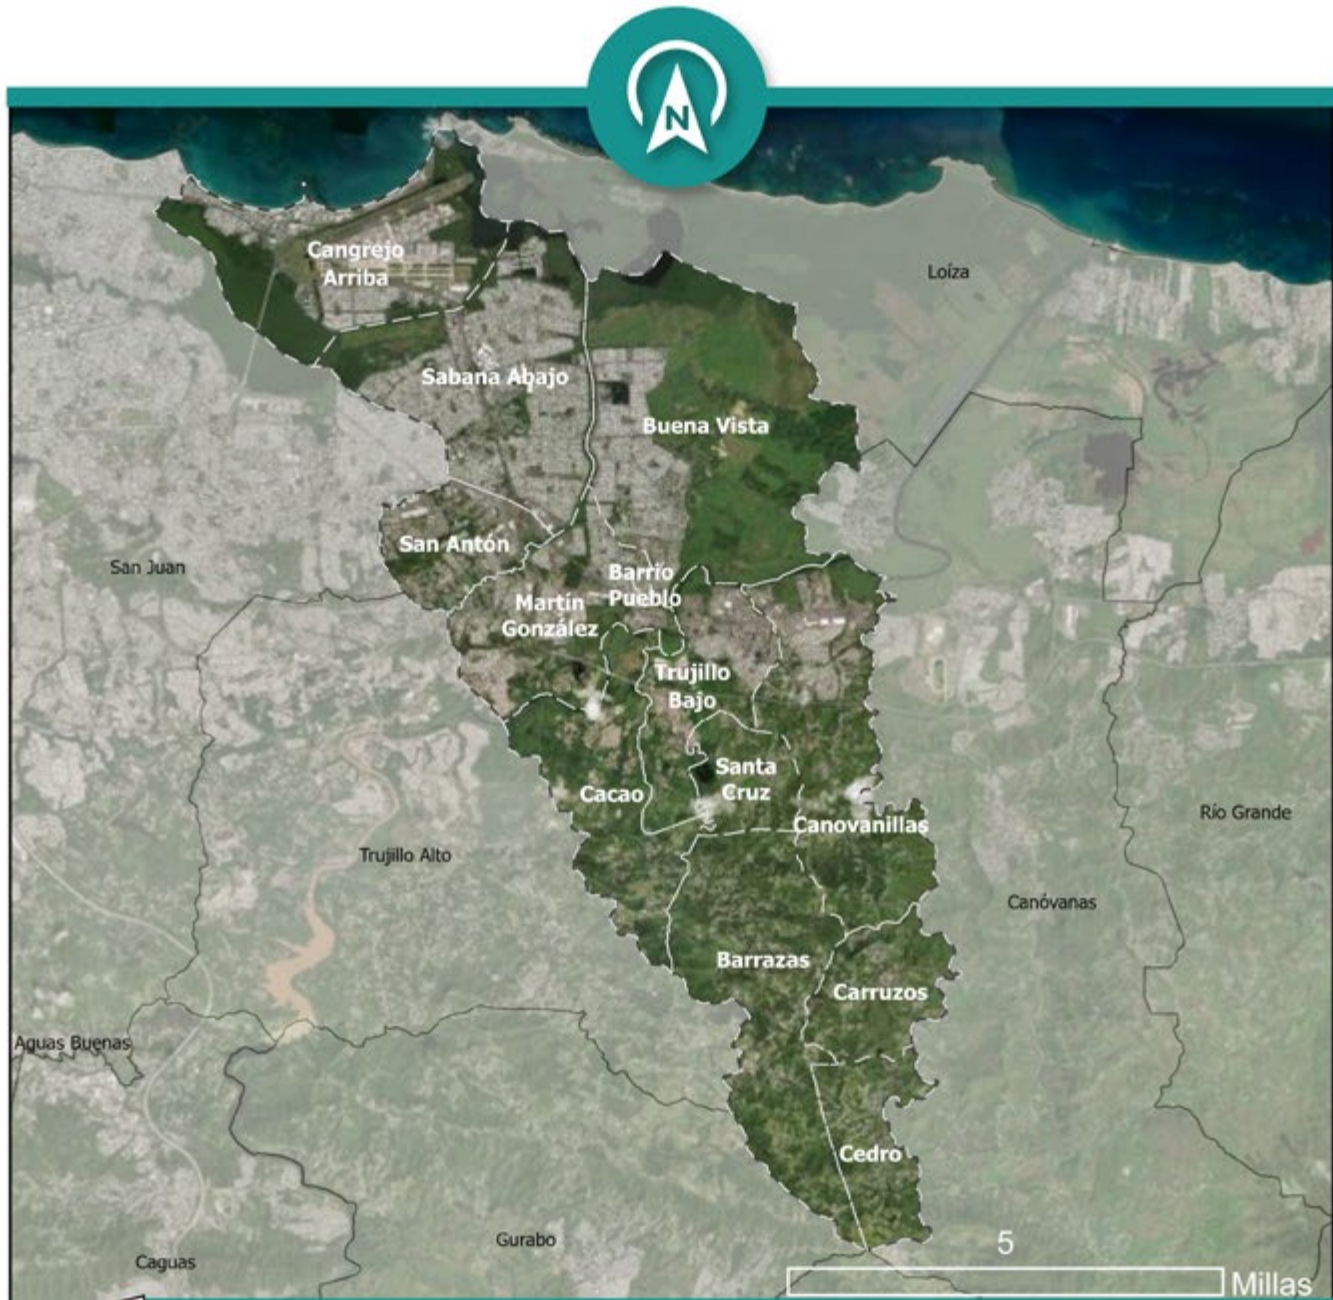 N
Cangrejo
Arriba
Loíza
Sabana Abajo
Buena Vista
San Antón
San Juan
Barrio
Pueblo
Martín
González
Trujillo
Bajo
Santa
Cruz
Cacao
Canovanillas
Río Grande
Trujillo Alto
Canóvanas
Barrazas
Carruzos
Aguas Buenas
Cedro
Gurabo
5
Caguas
Millas